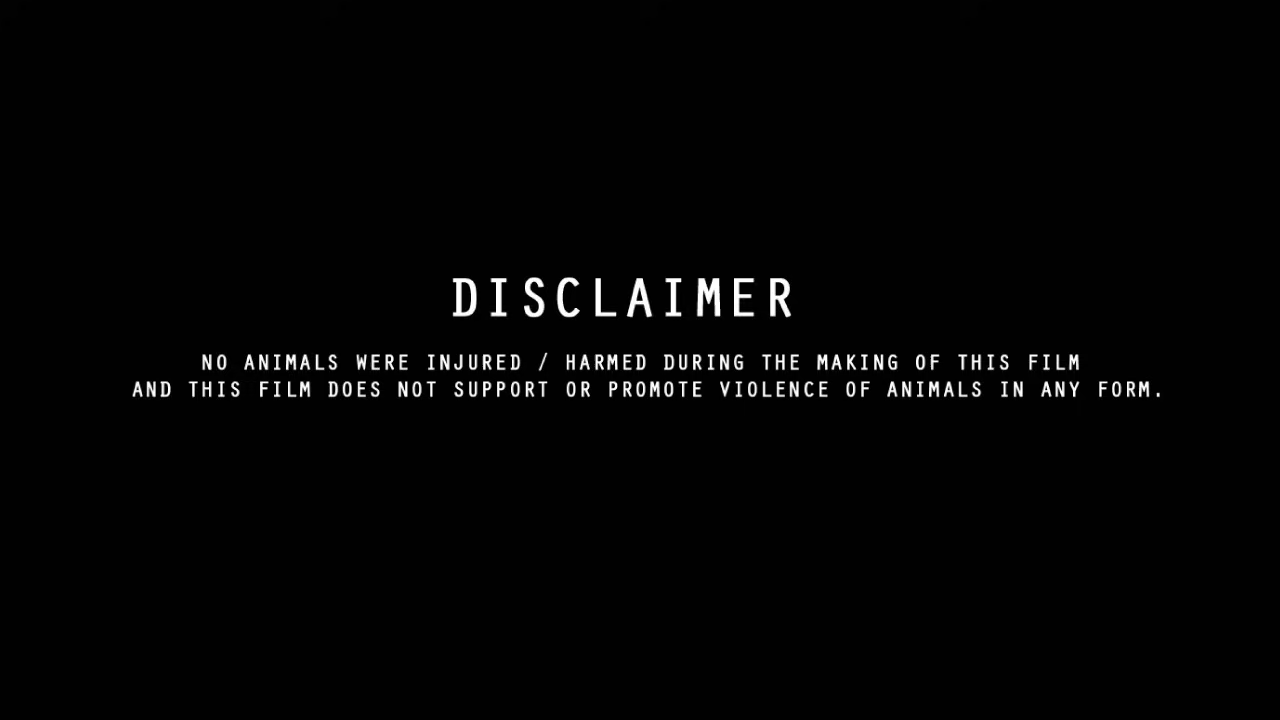 DISCLAIMER
NO ANIMALS WERE INJURED / HARMED DURING THE MAKING OF THIS FILM
AND THIS FILM DOES NOT SUPPORT OR PROMOTE VIOLENCE OF ANIMALS IN ANY FORM.